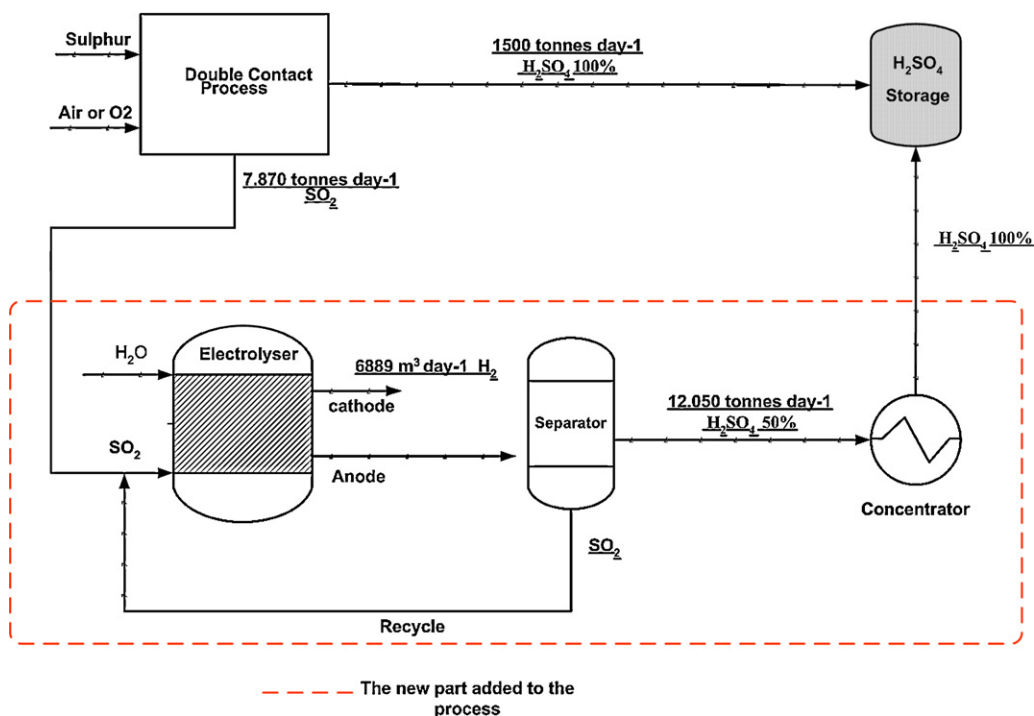 Sulphur
Air or O2
Double Contact
Process
1500 tonnes day-1
H₂SO₄ 100%
H₂SO₄
Storage
7.870 tonnes day-1
SO₂
H₂SO₄ 100%
H₂O
Electrolyser
6889 m³ day-1 H₂
cathode
SO₂
Anode
Separator
12.050 tonnes day-1
H₂SO₄ 50%
Concentrator
SO₂
Recycle
The new part added to the
process